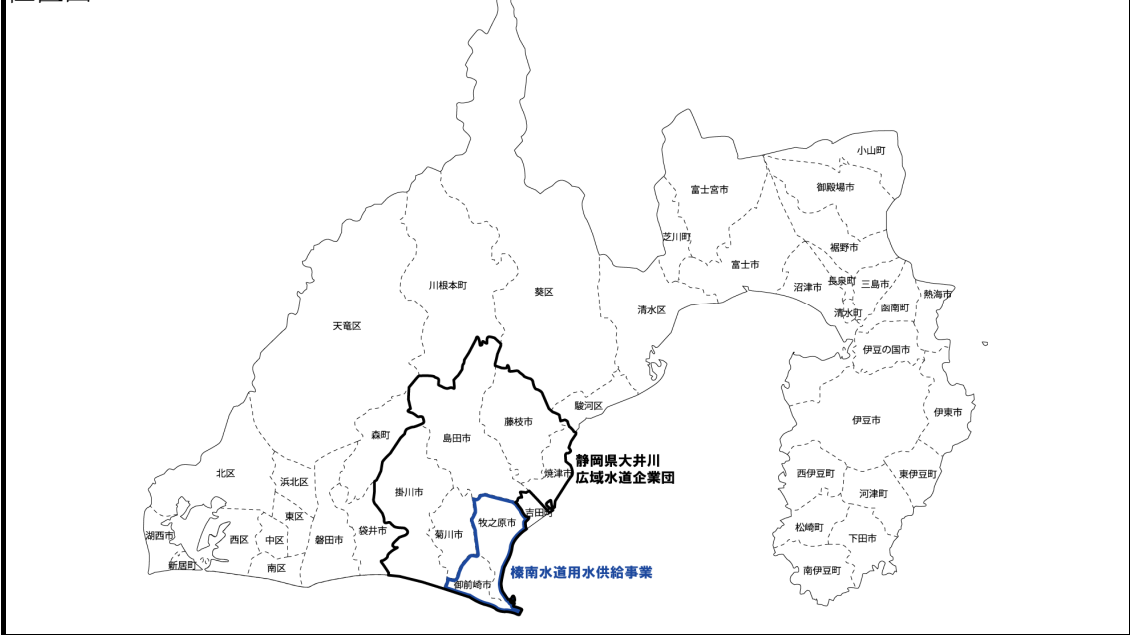 小山町
御殿場市
富士宮市
芝川町
裾野市
富士市
長泉町
三島市
沼津市
熱海市
函南町
清水町
川根本町
葵区
清水区
天竜区
伊豆の国市
駿河区
伊東市
伊豆市
藤枝市
森町
島田市
静岡県大井川
広域水道企業団
焼津市
北区
浜北区
西伊豆町
東伊豆町
掛川市
河津町
吉田町
東区
牧之原市
松崎町
袋井市
菊川市
湖西市
西区
中区
磐田市
下田市
新居町
南区
榛南水道用水供給事業
南伊豆町
御前崎市